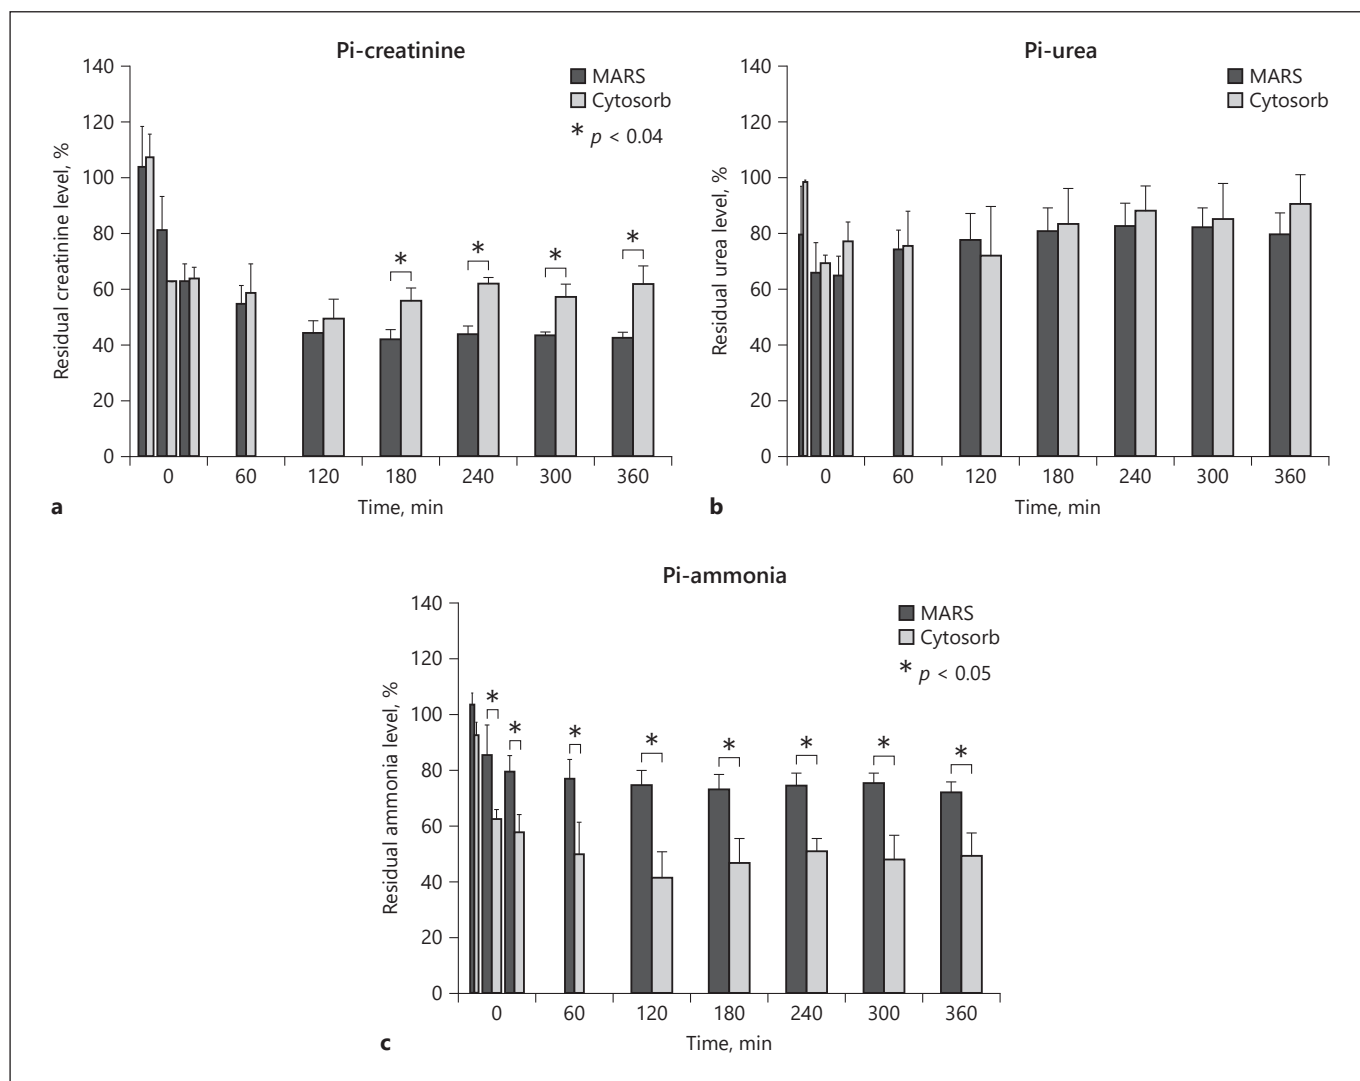 Pi-creatinine
140
120
100
80
60
40
20
0
Residual creatinine level, %
MARS
Cytosorb
* p < 0.04
* * * *
0 60 120 180 240 300 360
Time, min
a
Pi-urea
140
120
100
80
60
40
20
0
Residual urea level, %
MARS
Cytosorb
0 60 120 180 240 300 360
Time, min
b
Pi-ammonia
140
120
100
80
60
40
20
0
Residual ammonia level, %
MARS
Cytosorb
* p < 0.05
* * * * * * * *
0 60 120 180 240 300 360
Time, min
c